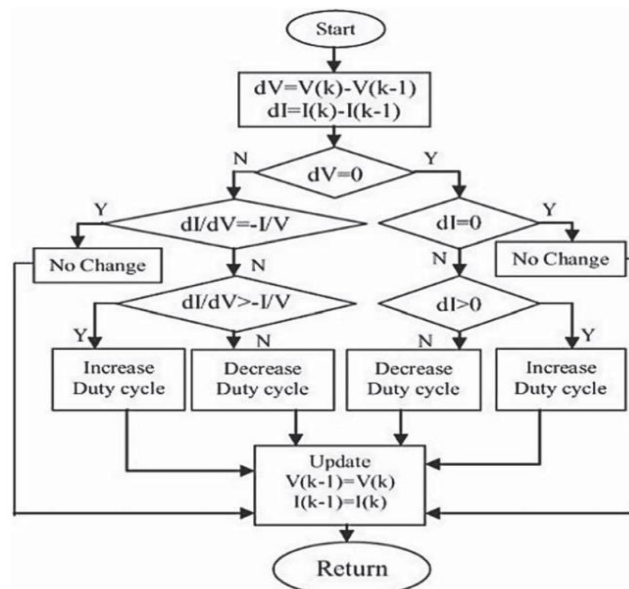 Start
dV=V(k)-V(k-1)
dI=I(k)-I(k-1)
N
Y
dV=0
Y
dI/dV=-I/V
dI=0
Y
No Change
N
N
No Change
dI/dV>-I/V
dI>0
Y
N
N
Y
Increase
Duty cycle
Decrease
Duty cycle
Decrease
Duty cycle
Increase
Duty cycle
Update
V(k-1)=V(k)
I(k-1)=I(k)
Return